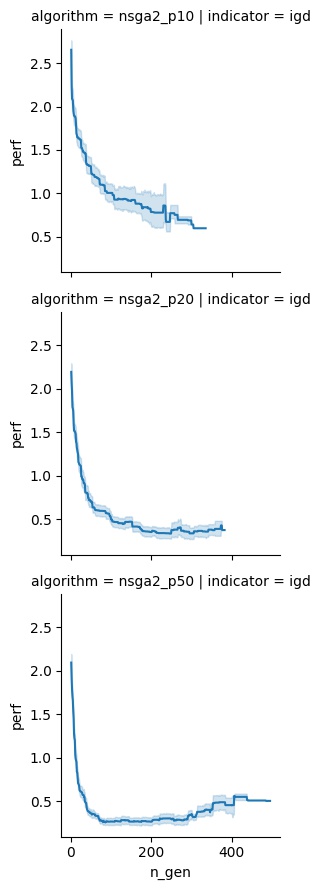 algorithm = nsga2_p10 | indicator = igd
2.5
2.0
1.5
1.0
0.5
perf
algorithm = nsga2_p20 | indicator = igd
2.5
2.0
1.5
1.0
0.5
perf
algorithm = nsga2_p50 | indicator = igd
2.5
2.0
1.5
1.0
0.5
perf
0 200 400
n_gen